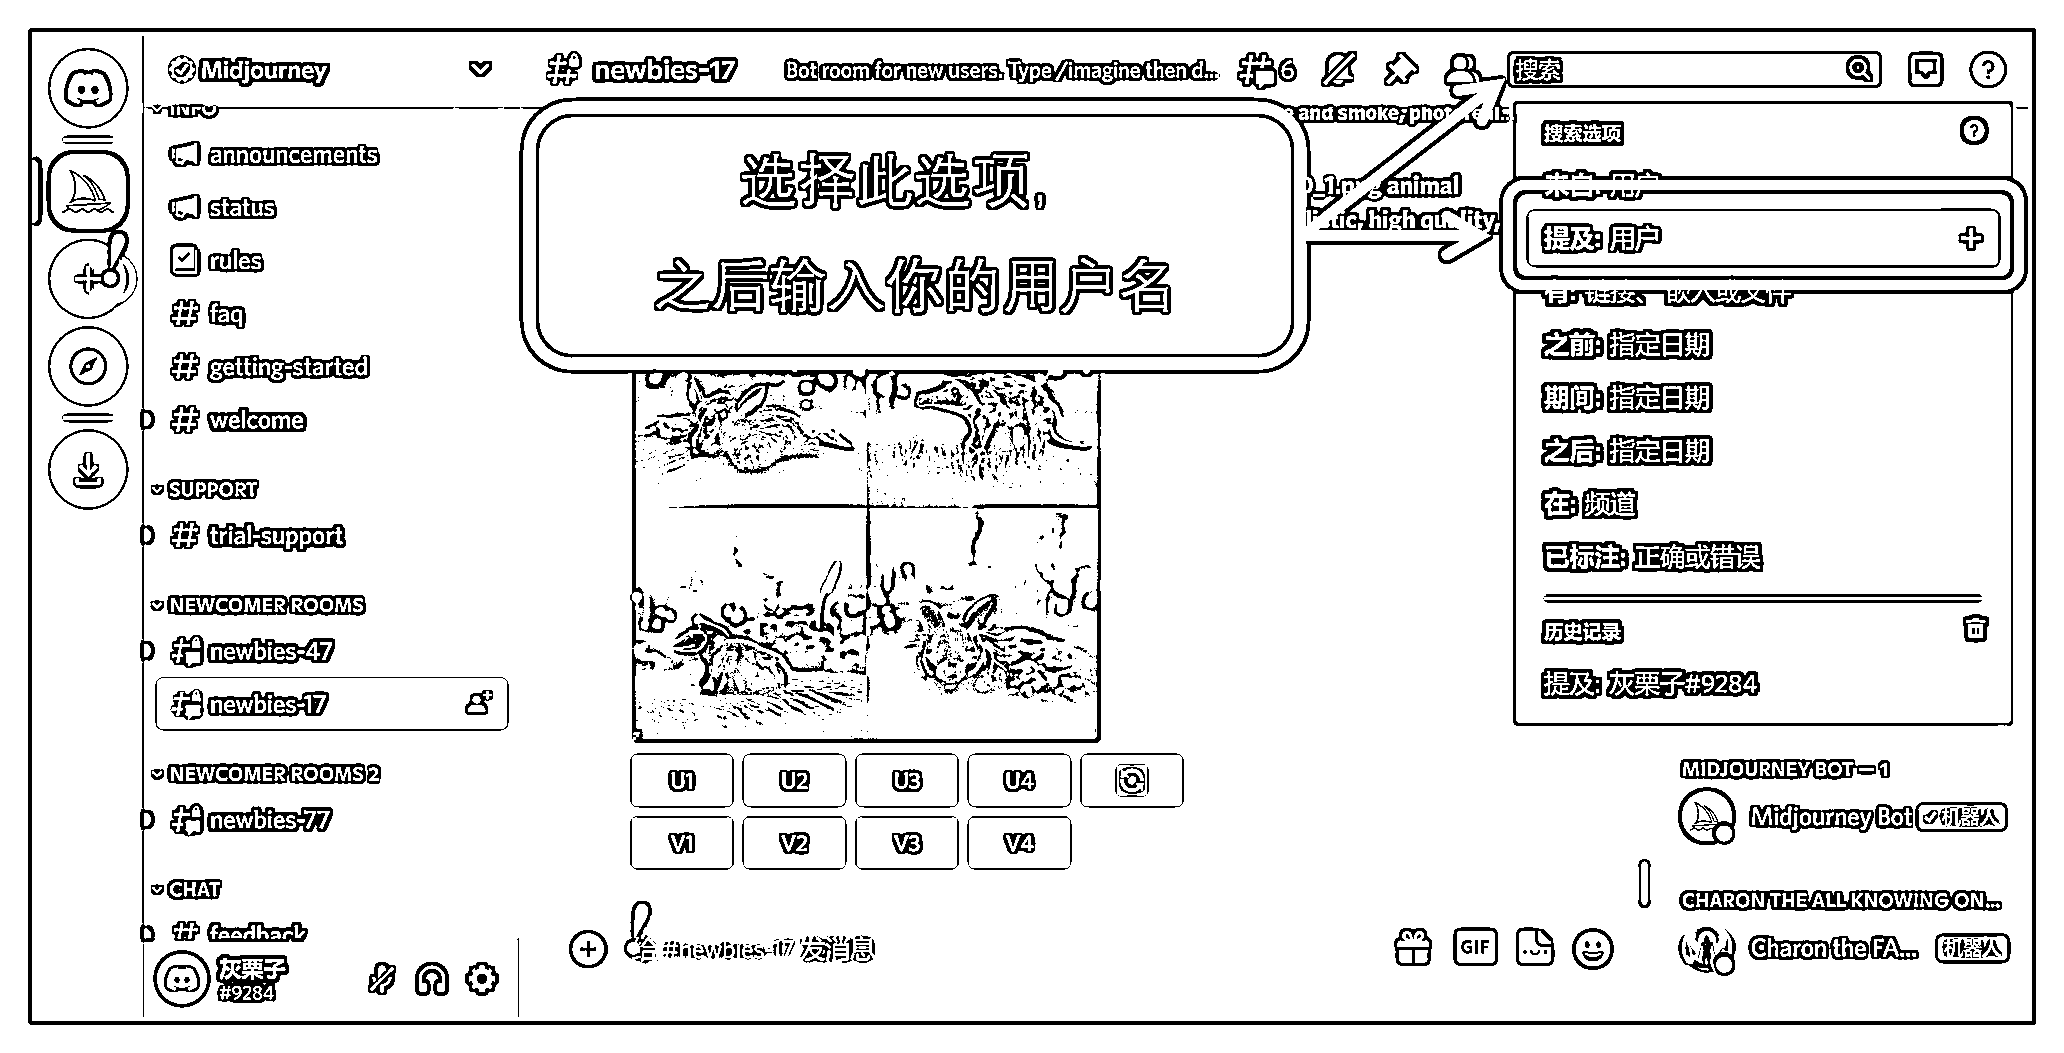 Midjourney
newbies-17
Bot room for new users. Type /imagine then d...
6
搜索
INFO
announcements
status
rules
faq
getting-started
welcome
SUPPORT
trial-support
NEWCOMER ROOMS
newbies-47
newbies-17
NEWCOMER ROOMS 2
newbies-77
CHAT
feedback
灰栗子
#9284
and smoke, photo real...
_1.png animal
istic, high quality,
选择此选项,
之后输入你的用户名
U1 U2 U3 U4
V1 V2 V3 V4
给 #newbies-17 发消息
GIF
搜索选项
来自: 用户
提及: 用户
有: 链接、嵌入或文件
之前: 指定日期
期间: 指定日期
之后: 指定日期
在: 频道
已标注: 正确或错误
历史记录
提及: 灰栗子#9284
MIDJOURNEY BOT — 1
Midjourney Bot 机器人
CHARON THE ALL KNOWING ON...
Charon the FA... 机器人